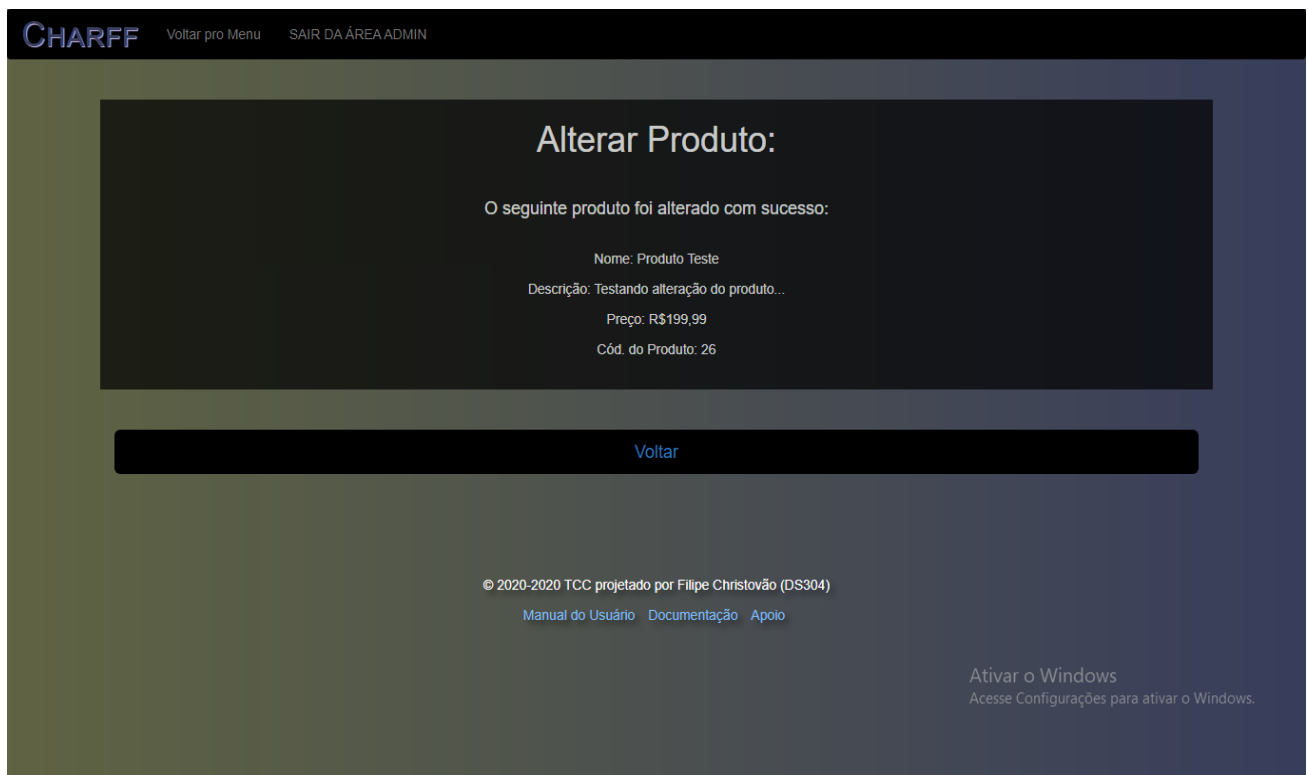 CHARFF Voltar pro Menu SAIR DA ÁREA ADMIN
Alterar Produto:
O seguinte produto foi alterado com sucesso:
Nome: Produto Teste
Descrição: Testando alteração do produto...
Preço: R$199,99
Cód. do Produto: 26
Voltar
© 2020-2020 TCC projetado por Filipe Christovão (DS304)
Manual do Usuário Documentação Apoio
Ativar o Windows
Acesse Configurações para ativar o Windows.